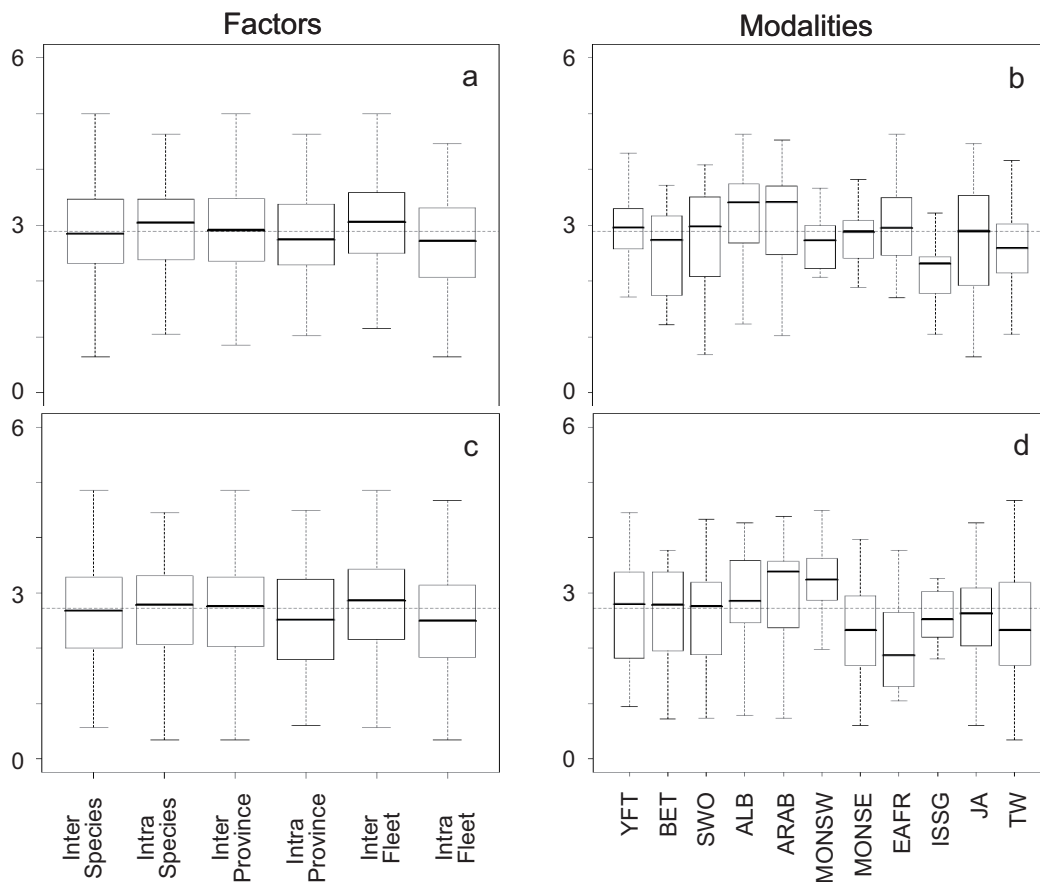 Factors
Modalities
6
a
3
0
6
b
3
0
6
c
3
0
6
d
3
0
Inter
Species
Intra
Species
Inter
Province
Intra
Province
Inter
Fleet
Intra
Fleet
YFT
BET
SWO
ALB
ARAB
MONSW
MONSE
EAFR
ISSG
JA
TW